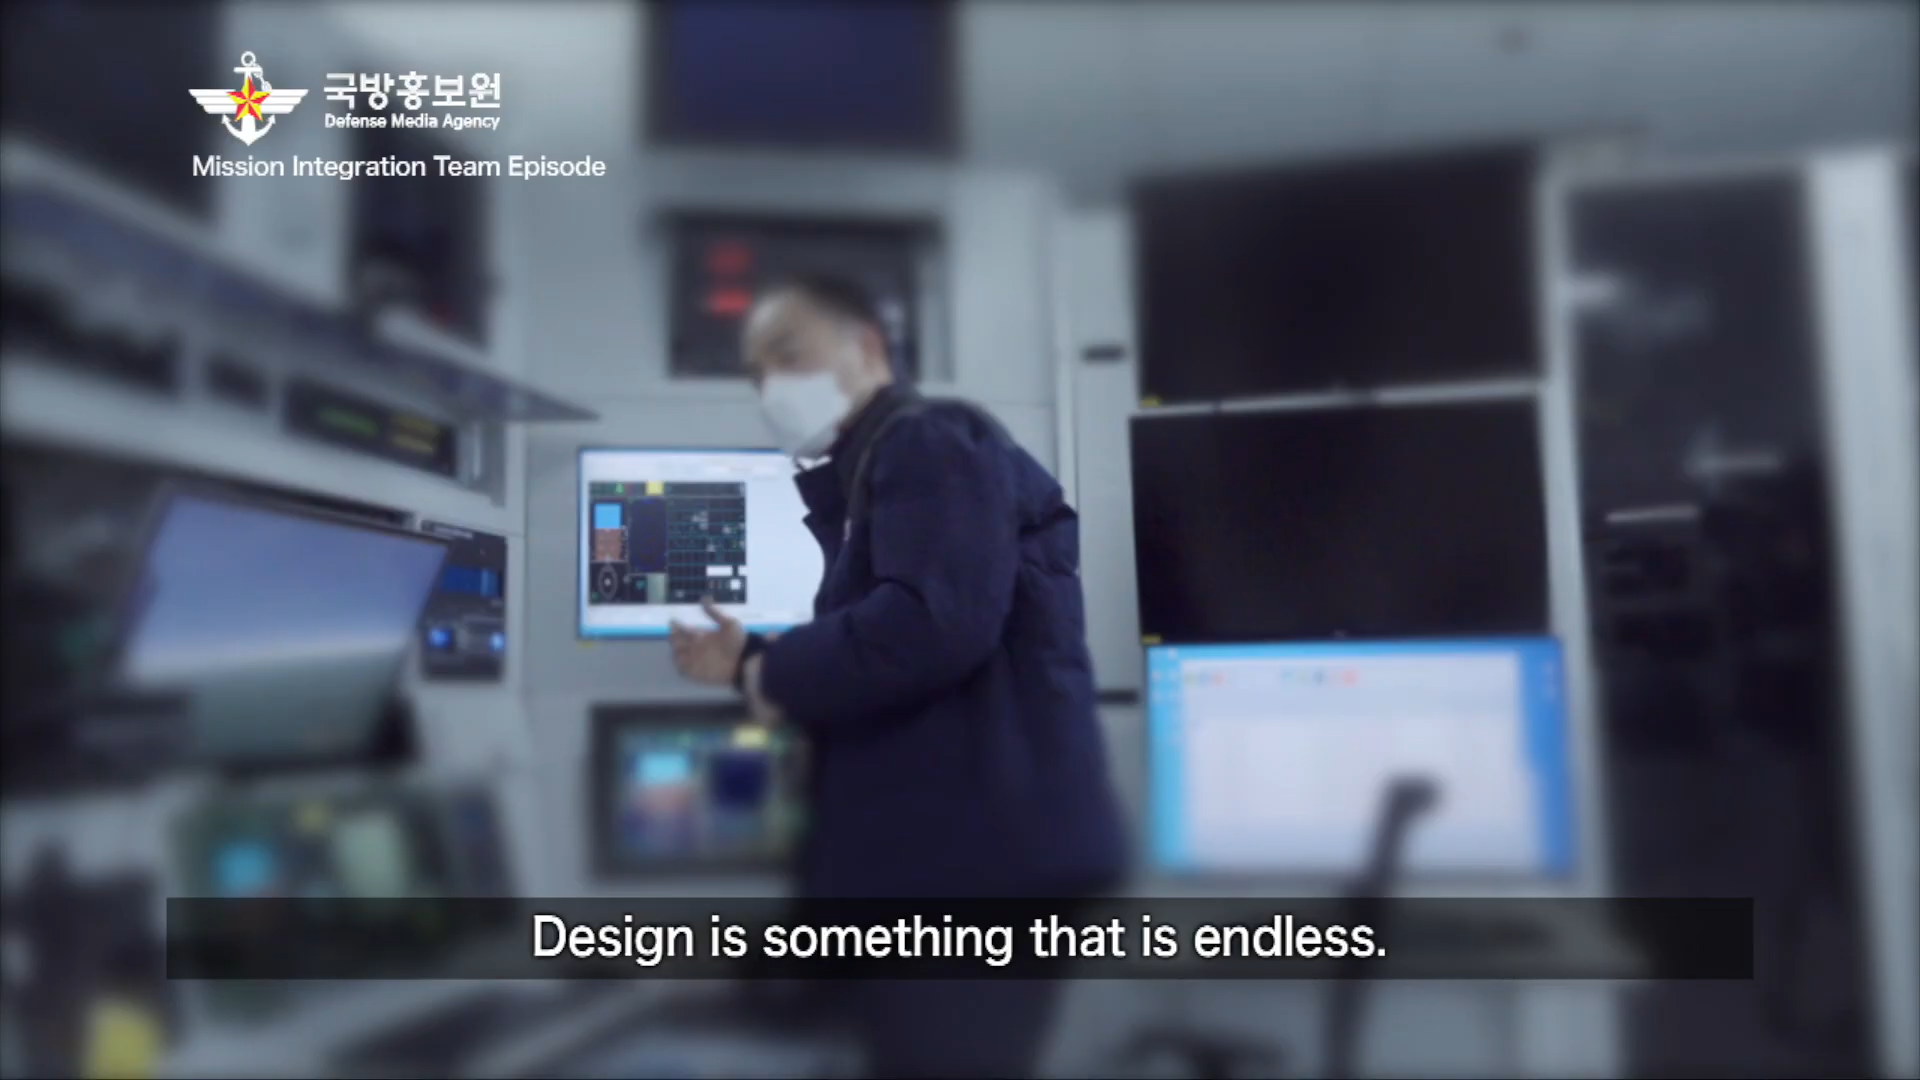 국방홍보원
Defense Media Agency
Mission Integration Team Episode
Design is something that is endless.